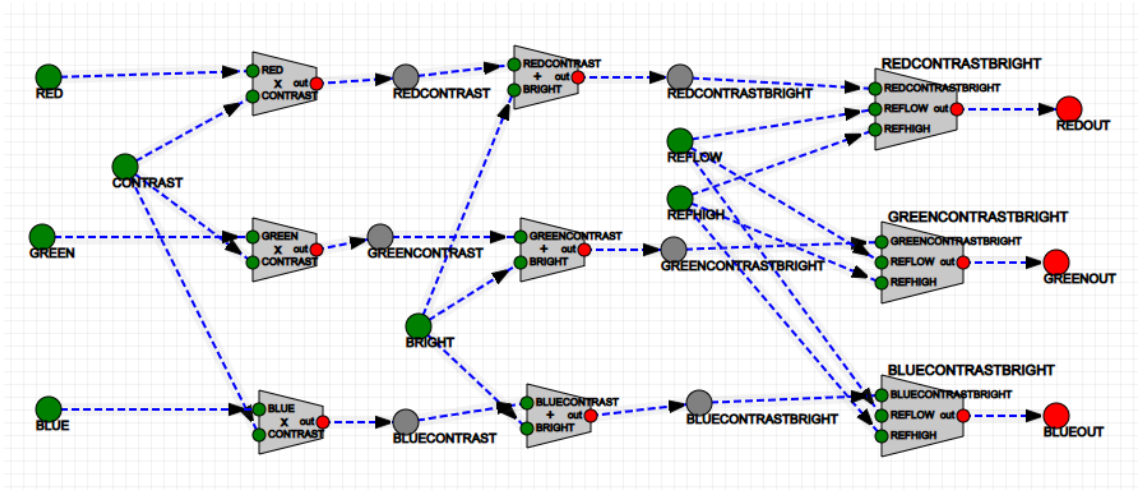 RED
RED
X out
CONTRAST
REDCONTRAST
REDCONTRAST
+ out
BRIGHT
REDCONTRASTBRIGHT
REDCONTRASTBRIGHT
REDCONTRASTBRIGHT
REFLOW out
REFHIGH
REDOUT
CONTRAST
REFLOW
REFHIGH
GREEN
GREEN
X out
CONTRAST
GREENCONTRAST
GREENCONTRAST
+ out
BRIGHT
GREENCONTRASTBRIGHT
GREENCONTRASTBRIGHT
GREENCONTRASTBRIGHT
REFLOW out
REFHIGH
GREENOUT
BRIGHT
BLUE
BLUE
X out
CONTRAST
BLUECONTRAST
BLUECONTRAST
+ out
BRIGHT
BLUECONTRASTBRIGHT
BLUECONTRASTBRIGHT
BLUECONTRASTBRIGHT
REFLOW out
REFHIGH
BLUEOUT